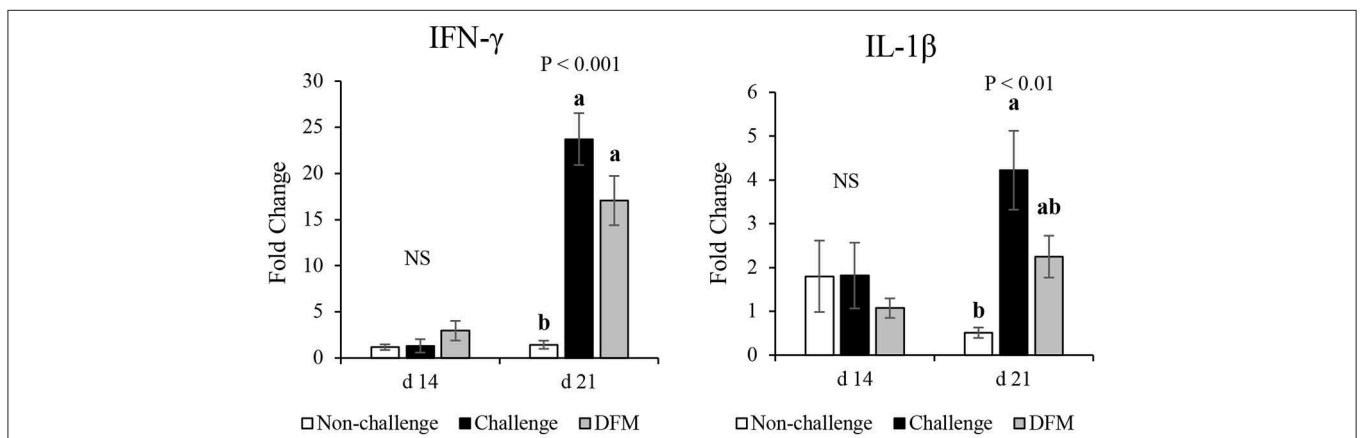 IFN-γ
P < 0.001
30
25
20
15
10
5
0
Fold Change
NS
b
a
a
d 14
d 21
Non-challenge Challenge DFM
IL-1β
P < 0.01
6
5
4
3
2
1
0
Fold Change
NS
b
a
ab
d 14
d 21
Non-challenge Challenge DFM